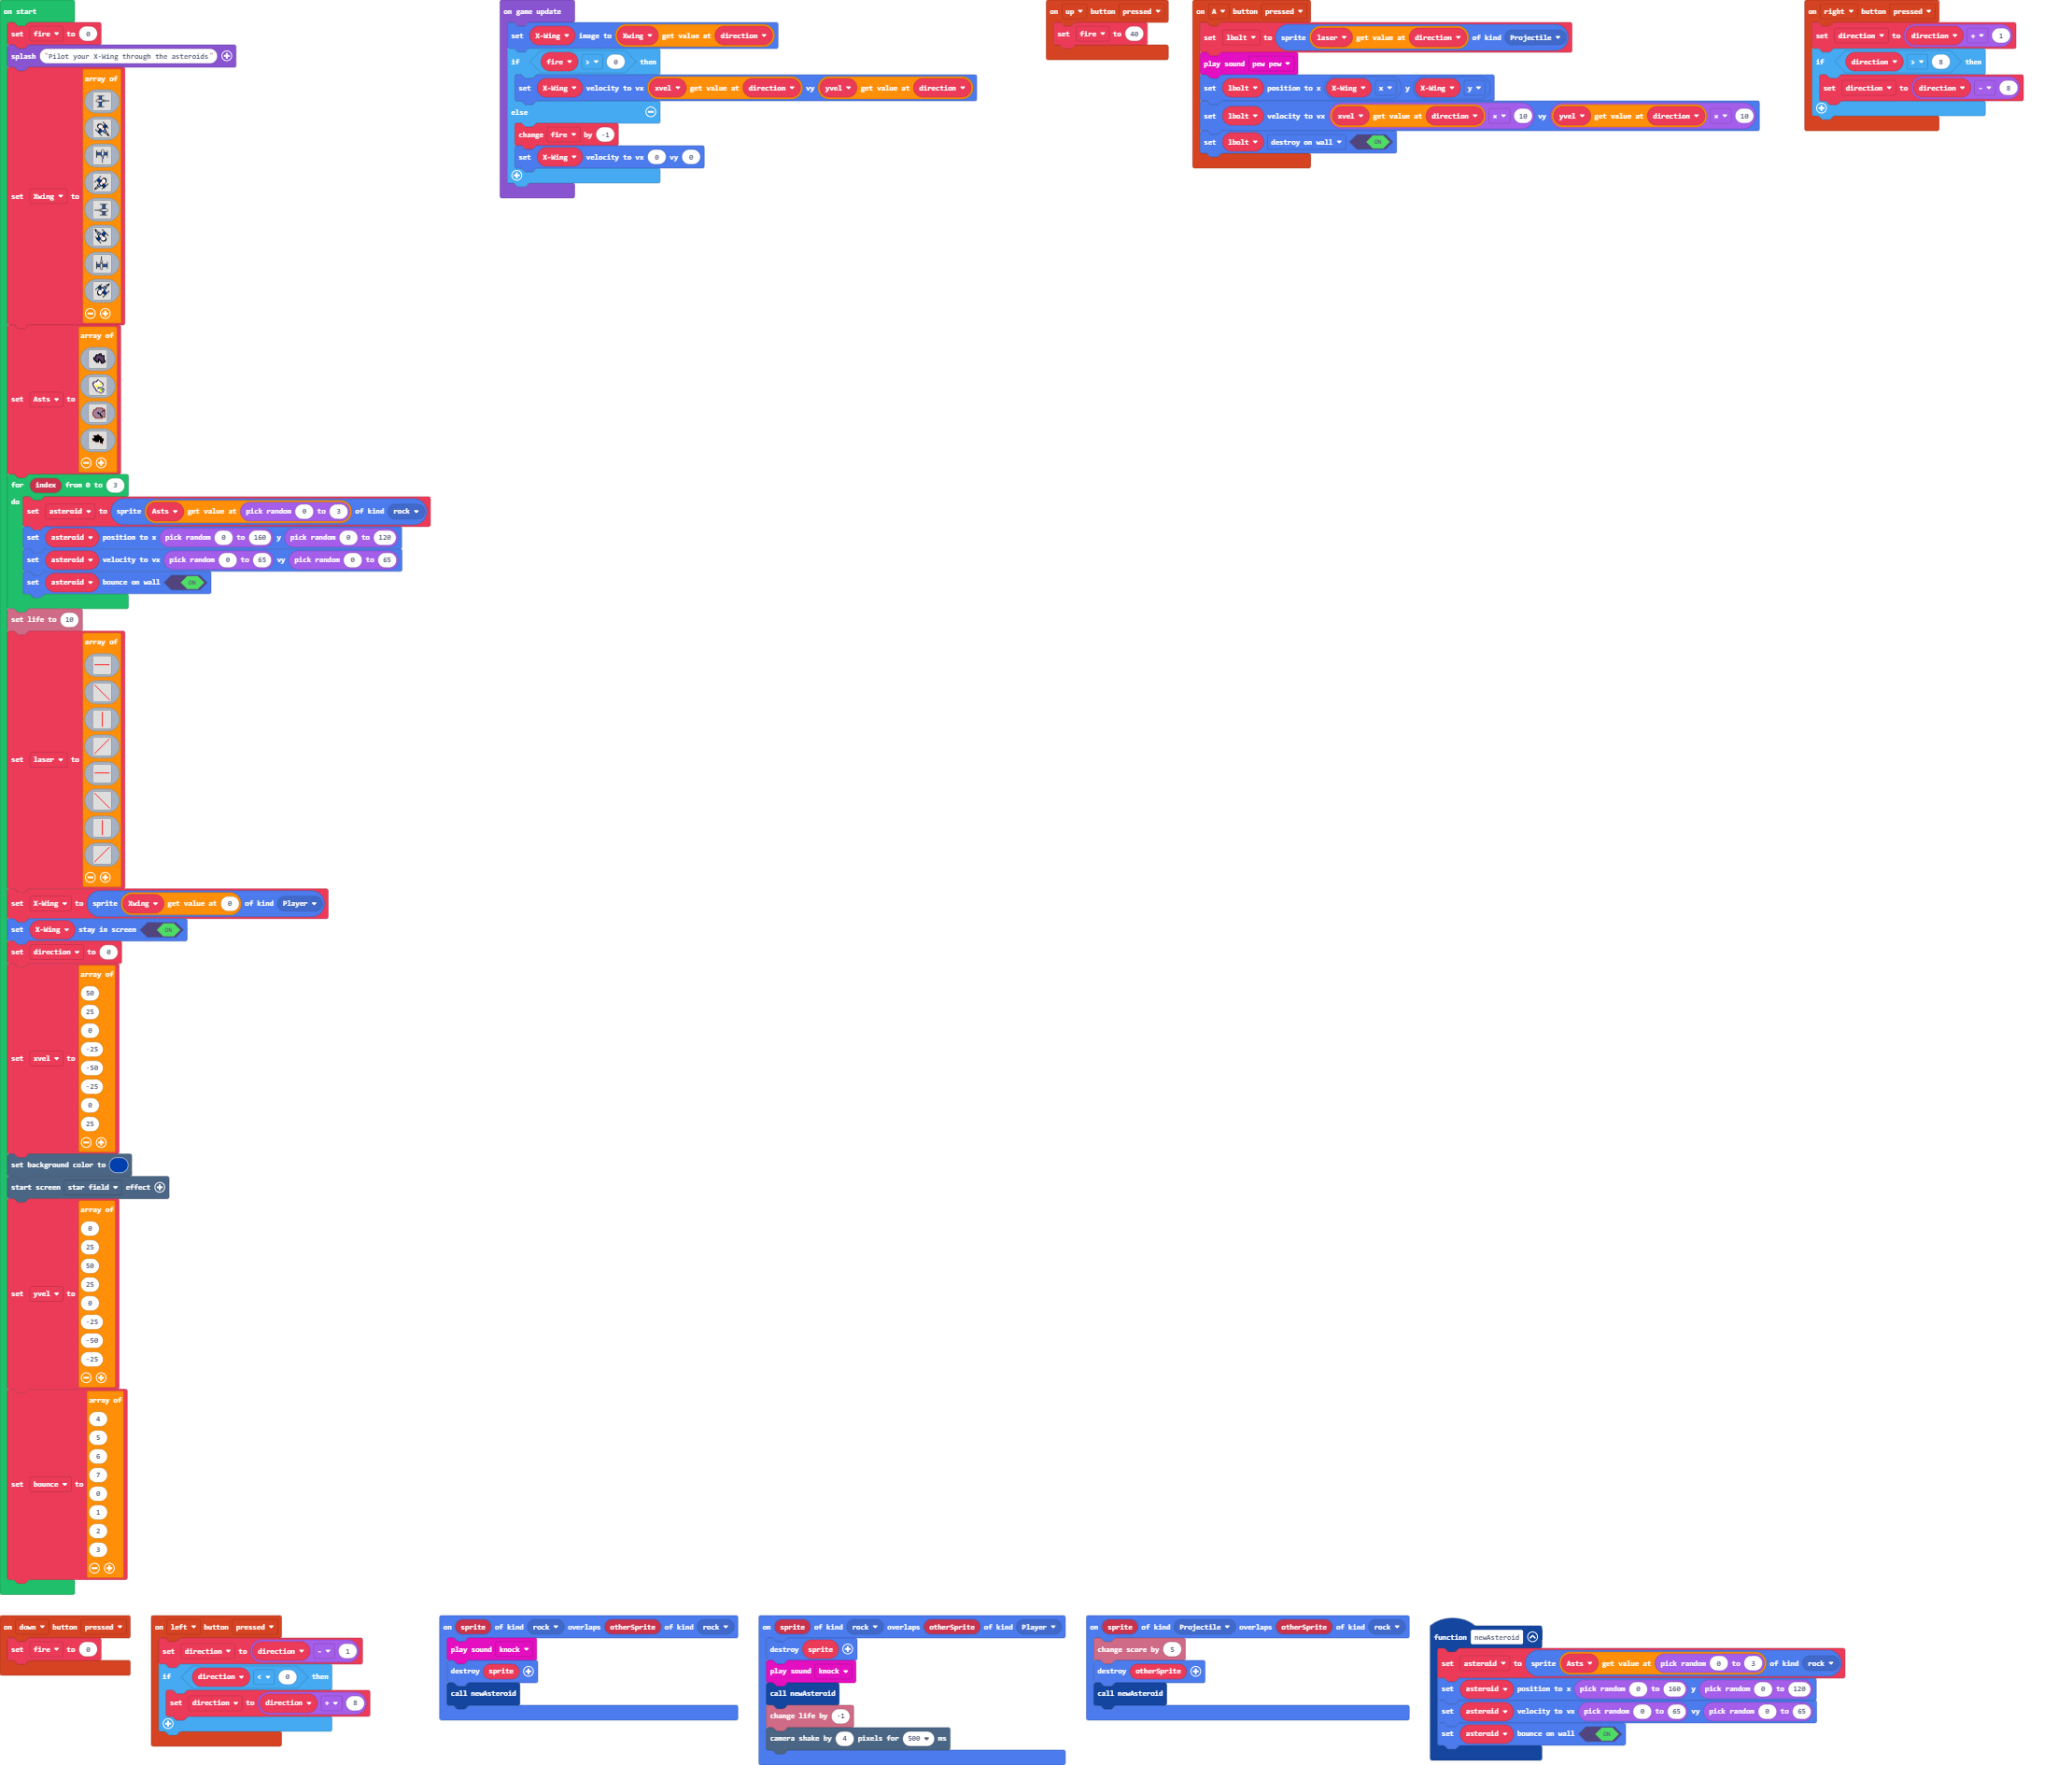 on start
set fire to 0
splash "Pilot your X-Wing through the asteroids"
set Xwing to array of
set Asts to array of
for index from 0 to 3
do
set asteroid to sprite Asts get value at pick random 0 to 3 of kind rock
set asteroid position to x pick random 0 to 160 y pick random 0 to 120
set asteroid velocity to vx pick random 0 to 65 vy pick random 0 to 65
set asteroid bounce on wall ON
set life to 10
set laser to array of
set X-Wing to sprite Xwing get value at 0 of kind Player
set X-Wing stay in screen ON
set direction to 0
set xvel to array of
50
25
0
-25
-50
-25
0
25
set background color to
start screen star field effect
set yvel to array of
0
25
50
25
0
-25
-50
-25
set bounce to array of
4
5
6
7
0
1
2
3
on game update
set X-Wing image to Xwing get value at direction
if fire > 0 then
set X-Wing velocity to vx xvel get value at direction vy yvel get value at direction
else
change fire by -1
set X-Wing velocity to vx 0 vy 0
on up button pressed
set fire to 40
on A button pressed
set lbolt to sprite laser get value at direction of kind Projectile
play sound pew pew
set lbolt position to x X-Wing x y X-Wing y
set lbolt velocity to vx xvel get value at direction × 10 vy yvel get value at direction × 10
set lbolt destroy on wall ON
on right button pressed
set direction to direction + 1
if direction > 8 then
set direction to direction - 8
on down button pressed
set fire to 0
on left button pressed
set direction to direction - 1
if direction < 0 then
set direction to direction + 8
on sprite of kind rock overlaps otherSprite of kind rock
play sound knock
destroy sprite
call newAsteroid
on sprite of kind rock overlaps otherSprite of kind Player
destroy sprite
play sound knock
call newAsteroid
change life by -1
camera shake by 4 pixels for 500 ms
on sprite of kind Projectile overlaps otherSprite of kind rock
change score by 5
destroy otherSprite
call newAsteroid
function newAsteroid
set asteroid to sprite Asts get value at pick random 0 to 3 of kind rock
set asteroid position to x pick random 0 to 160 y pick random 0 to 120
set asteroid velocity to vx pick random 0 to 65 vy pick random 0 to 65
set asteroid bounce on wall ON